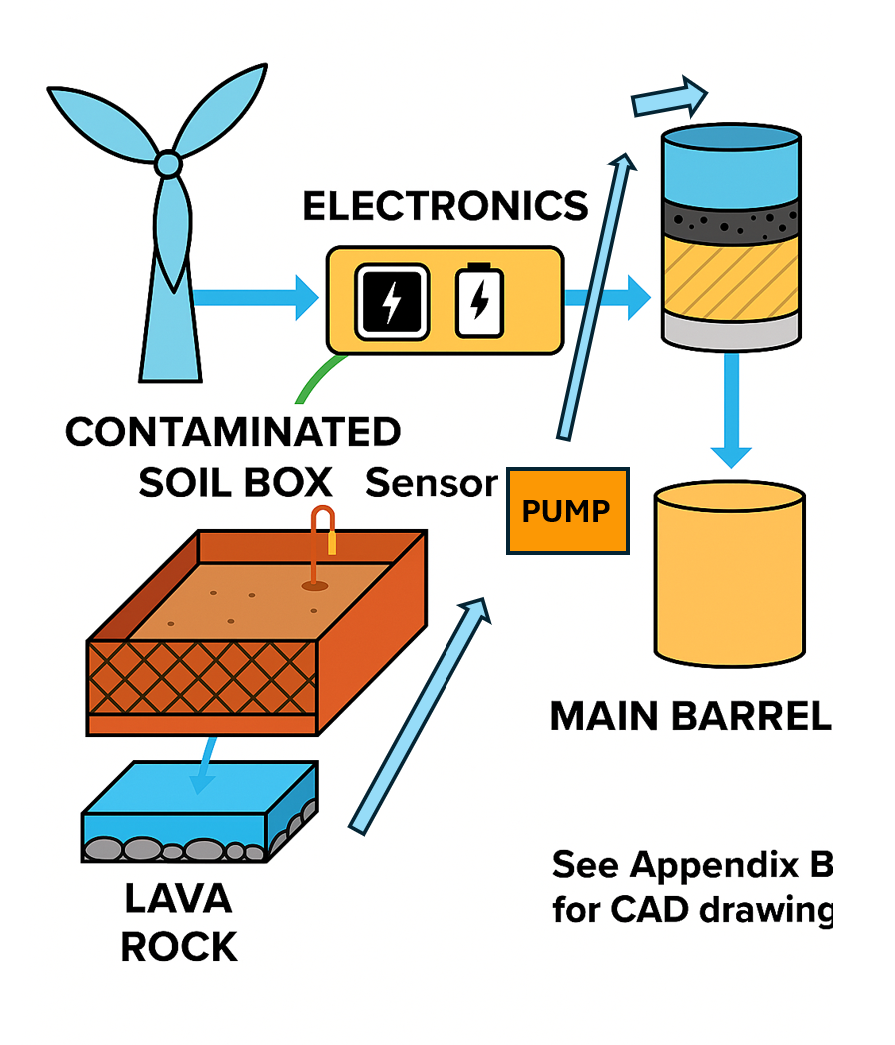 ELECTRONICS
CONTAMINATED
SOIL BOX
Sensor
PUMP
MAIN BARREL
LAVA
ROCK
See Appendix B
for CAD drawing